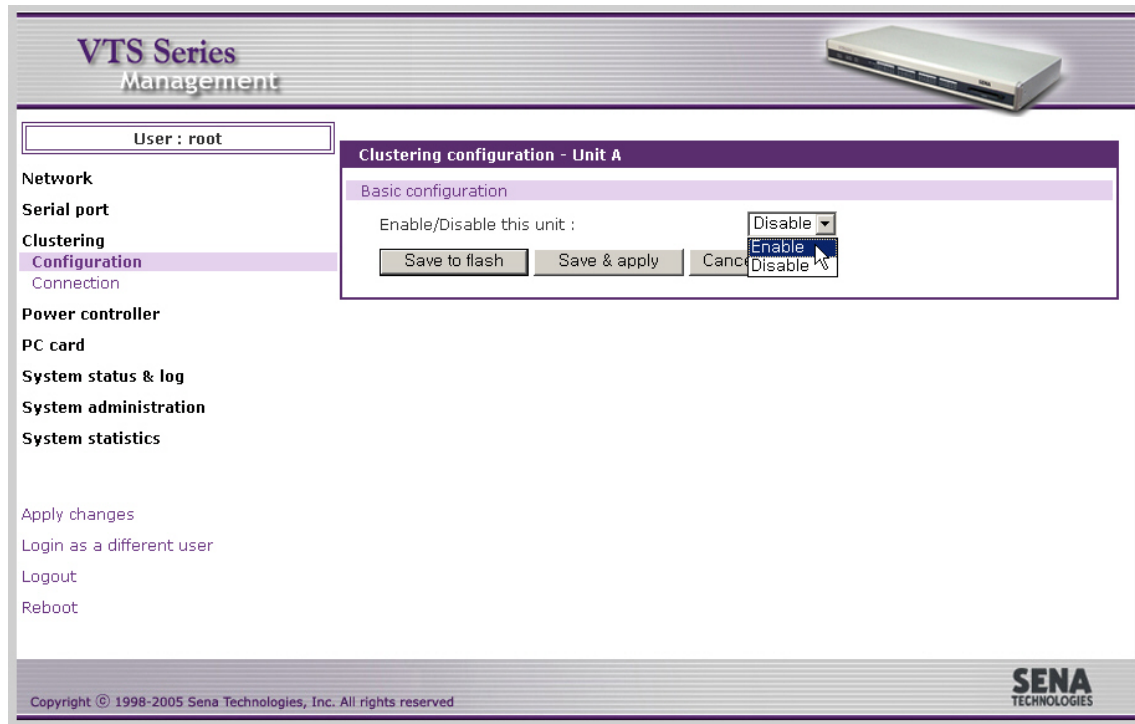 VTS Series
Management
User : root
Network
Serial port
Clustering
Configuration
Connection
Power controller
PC card
System status & log
System administration
System statistics
Apply changes
Login as a different user
Logout
Reboot
Clustering configuration - Unit A
Basic configuration
Enable/Disable this unit : Disable
Enable
Disable
Save to flash Save & apply
Copyright © 1998-2005 Sena Technologies, Inc. All rights reserved
SENA
TECHNOLOGIES